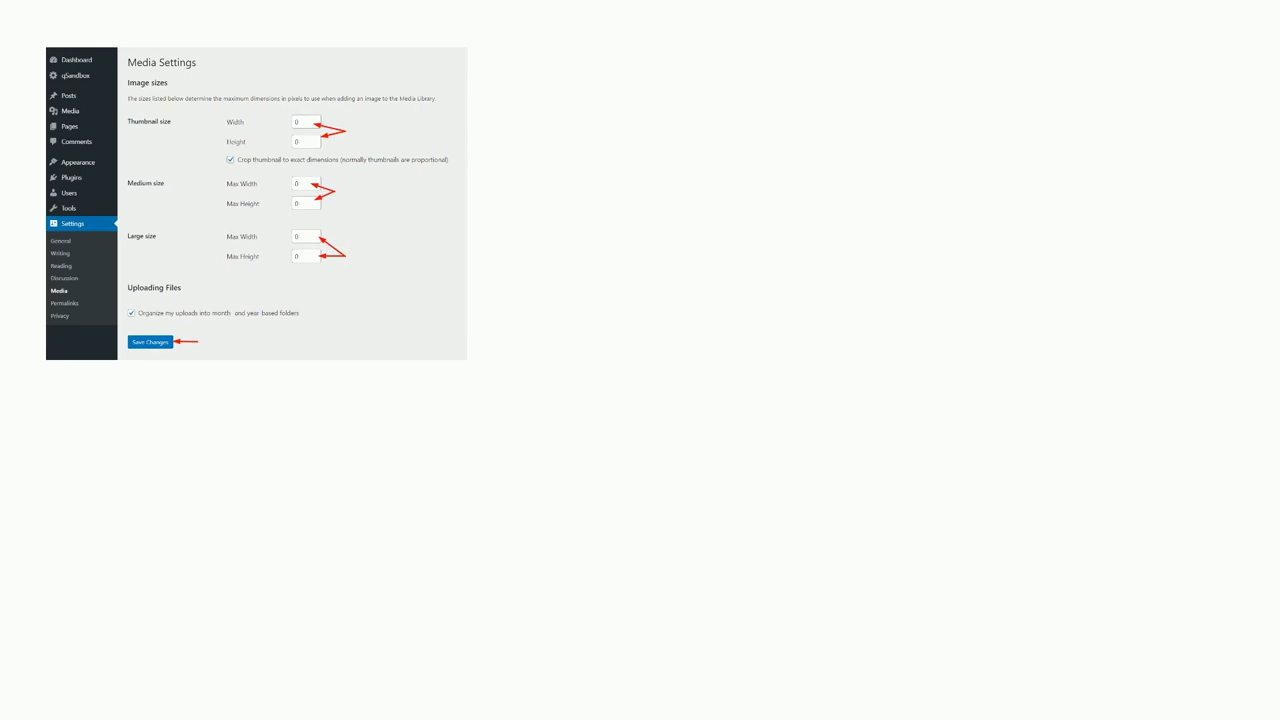 Dashboard
qSandbox
Posts
Media
Pages
Comments
Appearance
Plugins
Users
Tools
Settings
General
Writing
Reading
Discussion
Media
Permalinks
Privacy
Media Settings
Image sizes
The sizes listed below determine the maximum dimensions in pixels to use when adding an image to the Media Library.
Thumbnail size
Width 0
Height 0
Crop thumbnail to exact dimensions (normally thumbnails are proportional)
Medium size
Max Width 0
Max Height 0
Large size
Max Width 0
Max Height 0
Uploading Files
Organize my uploads into month and year based folders
Save Changes